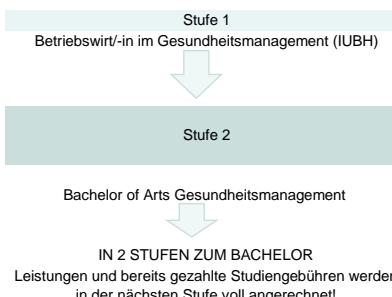 Stufe 1
Betriebswirt/-in im Gesundheitsmanagement (IUBH)
Stufe 2
Bachelor of Arts Gesundheitsmanagement
IN 2 STUFEN ZUM BACHELOR
Leistungen und bereits gezahlte Studiengebühren werden
in der nächsten Stufe voll angerechnet!